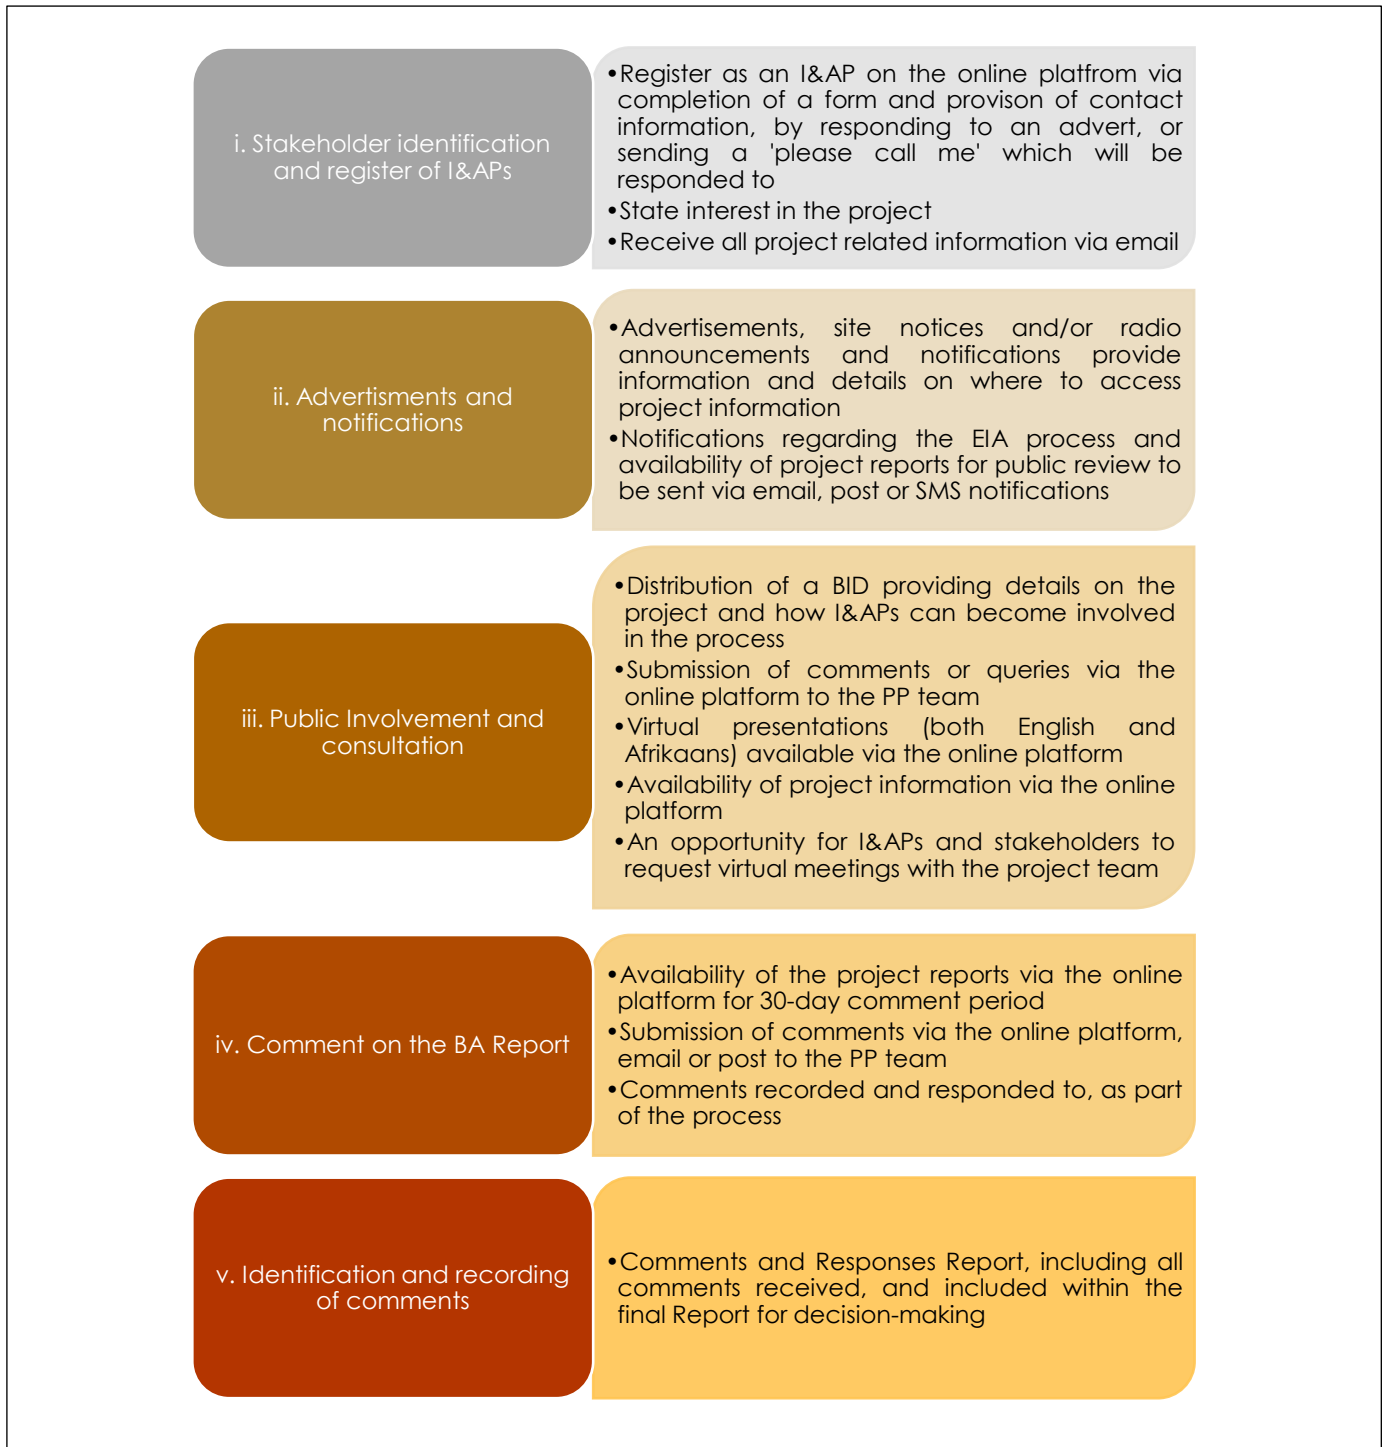 i. Stakeholder identification
and register of I&APs
•Register as an I&AP on the online platfrom via
completion of a form and provison of contact
information, by responding to an advert, or
sending a 'please call me' which will be
responded to
•State interest in the project
•Receive all project related information via email
ii. Advertisments and
notifications
•Advertisements, site notices and/or radio
announcements and notifications provide
information and details on where to access
project information
•Notifications regarding the EIA process and
availability of project reports for public review to
be sent via email, post or SMS notifications
iii. Public Involvement and
consultation
•Distribution of a BID providing details on the
project and how I&APs can become involved
in the process
•Submission of comments or queries via the
online platform to the PP team
•Virtual presentations (both English and
Afrikaans) available via the online platform
•Availability of project information via the online
platform
•An opportunity for I&APs and stakeholders to
request virtual meetings with the project team
iv. Comment on the BA Report
•Availability of the project reports via the online
platform for 30-day comment period
•Submission of comments via the online platform,
email or post to the PP team
•Comments recorded and responded to, as part
of the process
v. Identification and recording
of comments
•Comments and Responses Report, including all
comments received, and included within the
final Report for decision-making